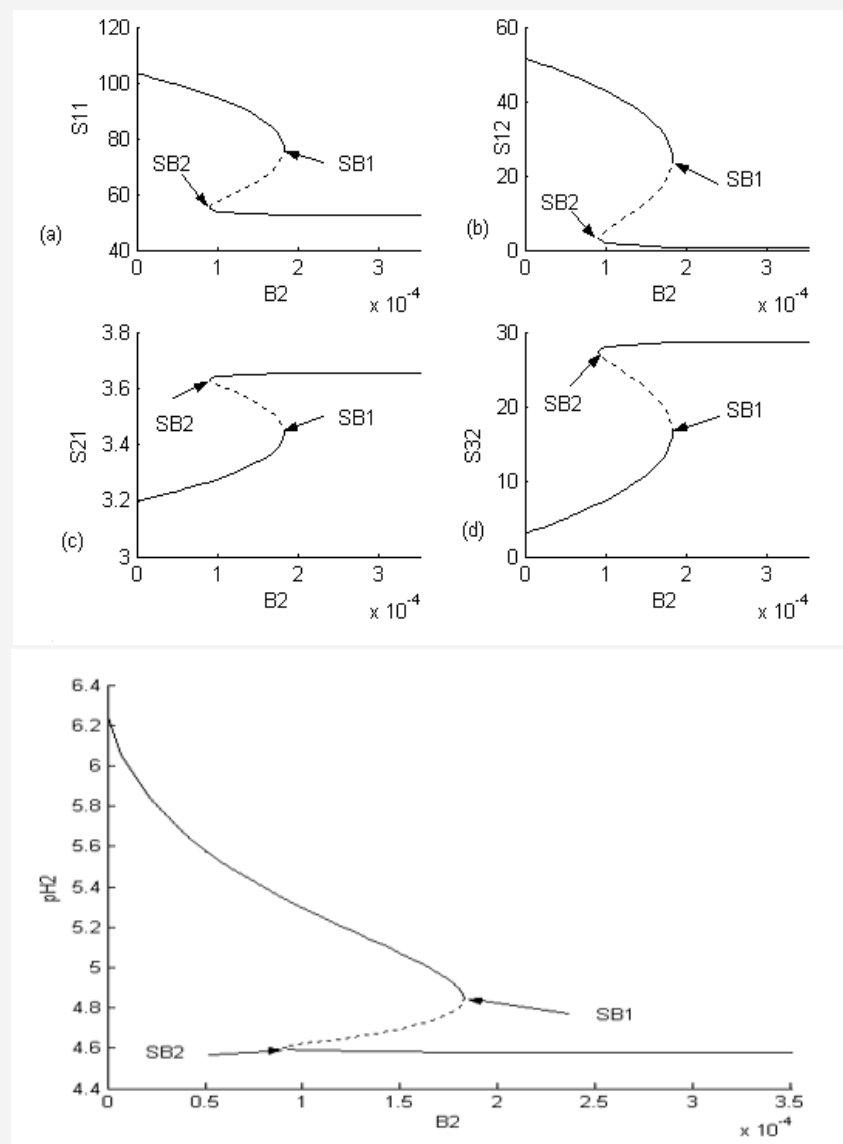 120
100
80
60
40
S11
SB2
SB1
(a)
0 1 2 3
B2
x 10-4
60
40
20
0
S12
SB2
SB1
(b)
0 1 2 3
B2
x 10-4
3.8
3.6
3.4
3.2
3
S21
SB2
SB1
(c)
0 1 2 3
B2
x 10-4
30
20
10
0
S32
SB2
SB1
(d)
0 1 2 3
B2
x 10-4
6.4
6.2
6
5.8
5.6
5.4
5.2
5
4.8
4.6
4.4
pH2
SB1
SB2
0 0.5 1 1.5 2 2.5 3 3.5
B2
x 10-4